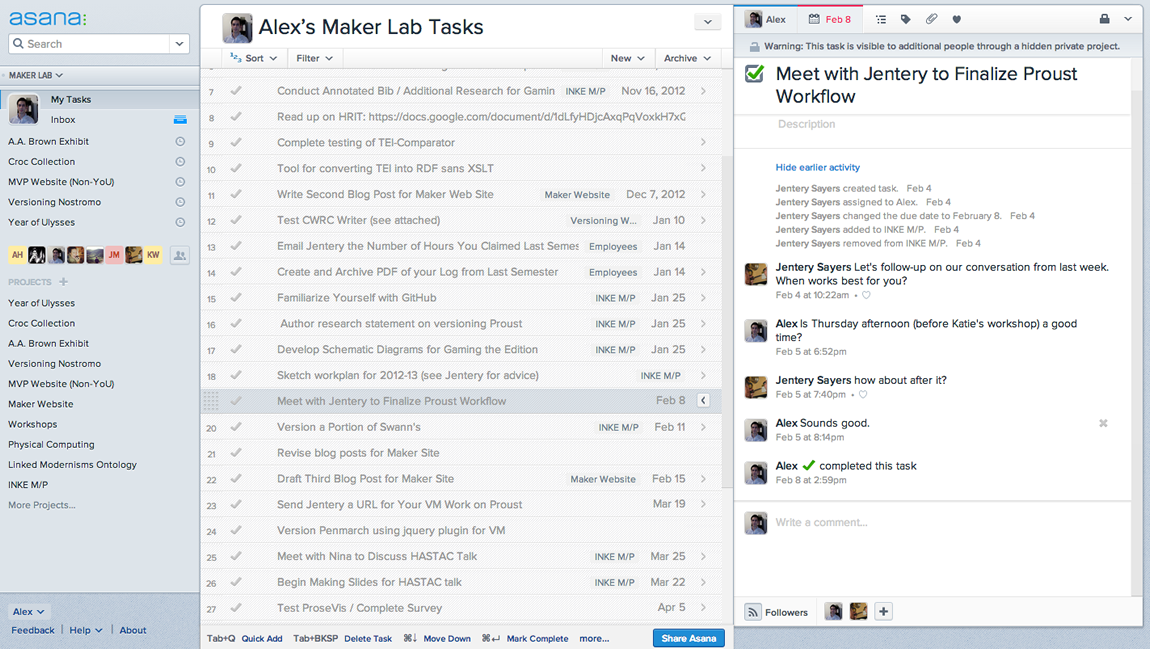 asana:
Search
MAKER LAB
My Tasks
Inbox
A.A. Brown Exhibit
Croc Collection
MVP Website (Non-YoU)
Versioning Nostromo
Year of Ulysses
AH JM KW
PROJECTS +
Year of Ulysses
Croc Collection
A.A. Brown Exhibit
Versioning Nostromo
MVP Website (Non-YoU)
Maker Website
Workshops
Physical Computing
Linked Modernisms Ontology
INKE M/P
More Projects...
Alex
Feedback | Help | About
Alex's Maker Lab Tasks
Sort Filter New Archive
7 Conduct Annotated Bib / Additional Research for Gamin INKE M/P Nov 16, 2012
8 Read up on HRIT: https://docs.google.com/document/d/1dLfyHDjcAxqPqVoxkH7xQ
9 Complete testing of TEI-Comparator
10 Tool for converting TEI into RDF sans XSLT
11 Write Second Blog Post for Maker Web Site Maker Website Dec 7, 2012
12 Test CWRC Writer (see attached) Versioning W... Jan 10
13 Email Jentery the Number of Hours You Claimed Last Semes Employees Jan 14
14 Create and Archive PDF of your Log from Last Semester Employees Jan 14
15 Familiarize Yourself with GitHub INKE M/P Jan 25
16 Author research statement on versioning Proust INKE M/P Jan 25
17 Develop Schematic Diagrams for Gaming the Edition INKE M/P Jan 25
18 Sketch workplan for 2012-13 (see Jentery for advice) INKE M/P
Meet with Jentery to Finalize Proust Workflow Feb 8
20 Version a Portion of Swann's INKE M/P Feb 11
21 Revise blog posts for Maker Site
22 Draft Third Blog Post for Maker Site Maker Website Feb 15
23 Send Jentery a URL for Your VM Work on Proust Mar 19
24 Version Penmarch using jquery plugin for VM
25 Meet with Nina to Discuss HASTAC Talk INKE M/P Mar 25
26 Begin Making Slides for HASTAC talk INKE M/P Mar 22
27 Test ProseVis / Complete Survey Apr 5
Tab+Q Quick Add Tab+BKSP Delete Task ⌘↓ Move Down ⌘↩ Mark Complete more... Share Asana
Alex Feb 8
Warning: This task is visible to additional people through a hidden private project.
Meet with Jentery to Finalize Proust
Workflow
Description
Hide earlier activity
Jentery Sayers created task. Feb 4
Jentery Sayers assigned to Alex. Feb 4
Jentery Sayers changed the due date to February 8. Feb 4
Jentery Sayers added to INKE M/P. Feb 4
Jentery Sayers removed from INKE M/P. Feb 4
Jentery Sayers Let's follow-up on our conversation from last week.
When works best for you?
Feb 4 at 10:22am •
Alex Is Thursday afternoon (before Katie's workshop) a good
time?
Feb 5 at 6:52pm
Jentery Sayers how about after it?
Feb 5 at 7:40pm •
Alex Sounds good.
Feb 5 at 8:14pm
Alex completed this task
Feb 8 at 2:59pm
Write a comment...
Followers +